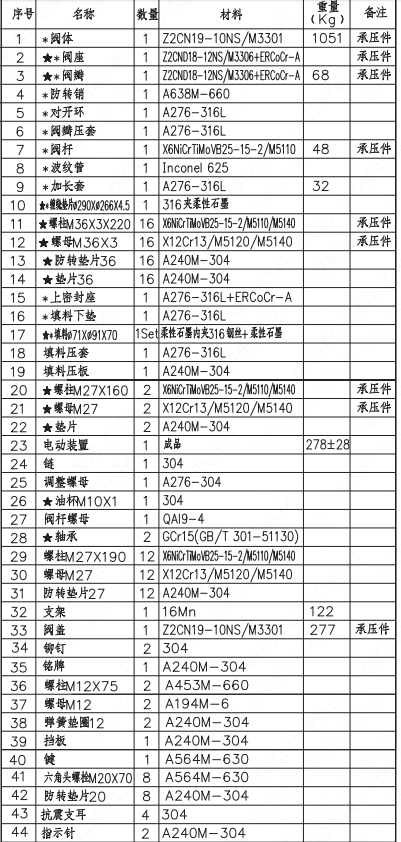 序号 名称 数量 材料 重量(Kg) 备注
1 *阀体 1 Z2CN19-10NS/M3301 1051 承压件
2 ★*阀座 1 Z2CND18-12NS/M3306+ERCoCr-A 承压件
3 ★*阀瓣 1 Z2CND18-12NS/M3306+ERCoCr-A 68 承压件
4 *防转销 1 A638M-660
5 *对开环 1 A276-316L
6 *阀瓣压套 1 A276-316L
7 *阀杆 1 X6NiCrTiMoVB25-15-2/M5110 48 承压件
8 *波纹管 1 Inconel 625
9 *加长套 1 A276-316L 32
10 ★*缠绕垫片ø290Xø266X4.5 1 316夹柔性石墨
11 ★螺柱M36X3X220 16 X6NiCrTiMoVB25-15-2/M5110/M5140 承压件
12 ★螺母M36X3 16 X12Cr13/M5120/M5140 承压件
13 ★防转垫片36 16 A240M-304
14 ★垫片36 16 A240M-304
15 *上密封座 1 A276-316L+ERCoCr-A
16 *填料下垫 1 A276-316L
17 ★*填料ø71Xø91X70 1Set 柔性石墨内夹316钢丝+柔性石墨
18 填料压套 1 A276-316L
19 填料压板 1 A240M-304
20 ★螺柱M27X160 2 X6NiCrTiMoVB25-15-2/M5110/M5140 承压件
21 ★螺母M27 2 X12Cr13/M5120/M5140 承压件
22 ★垫片 2 A240M-304
23 电动装置 1 成品 278±28
24 链 1 304
25 调整螺母 1 A276-304
26 ★油杯M10X1 1 304
27 阀杆螺母 1 QAl9-4
28 ★轴承 2 GCr15(GB/T 301-51130)
29 螺柱M27X190 12 X6NiCrTiMoVB25-15-2/M5110/M5140
30 螺母M27 12 X12Cr13/M5120/M5140
31 防转垫片27 12 A240M-304
32 支架 1 16Mn 122
33 阀盖 1 Z2CN19-10NS/M3301 277 承压件
34 铆钉 2 304
35 铭牌 1 A240M-304
36 螺柱M12X75 2 A453M-660
37 螺母M12 2 A194M-6
38 弹簧垫圈12 2 A240M-304
39 挡板 1 A240M-304
40 键 1 A564M-630
41 六角头螺栓M20X70 8 A564M-630
42 防转垫片20 8 A240M-304
43 抗震支耳 4 304
44 指示针 2 A240M-304